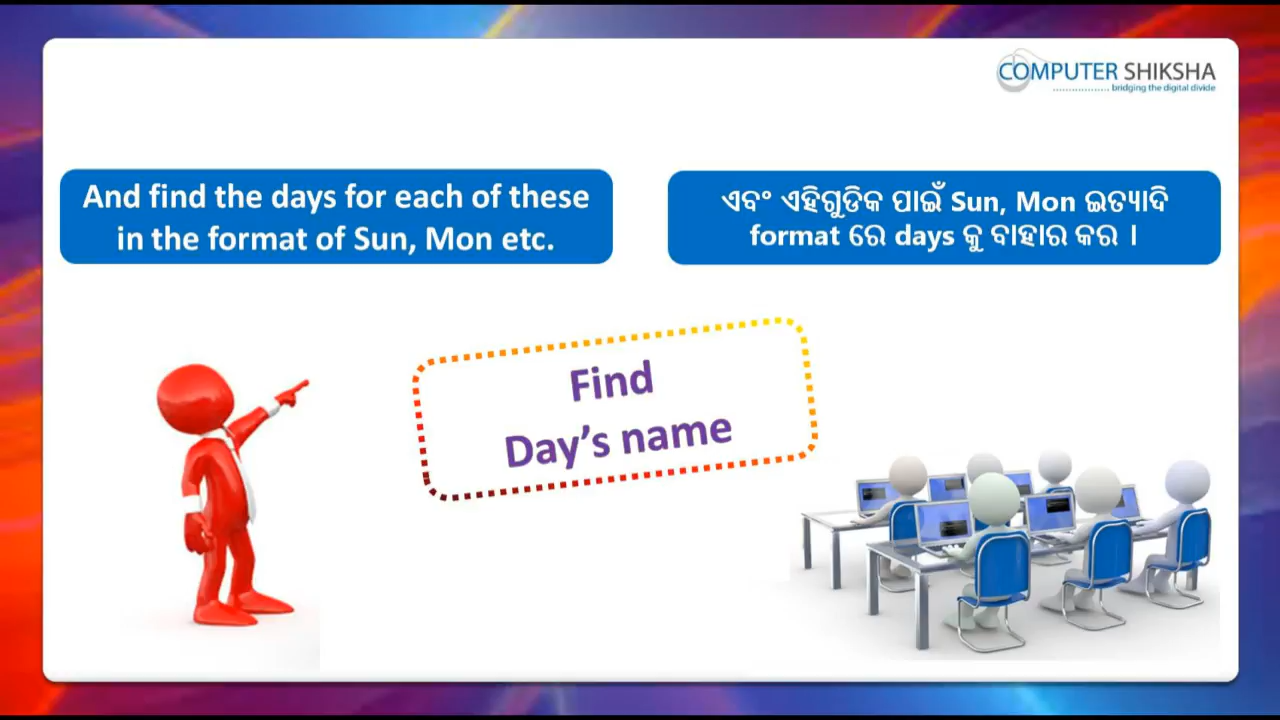 COMPUTER SHIKSHA
bridging the digital divide
And find the days for each of these
in the format of Sun, Mon etc.
ଏବଂ ଏହିଗୁଡିକ ପାଇଁ Sun, Mon ଇତ୍ୟାଦି
format ରେ days କୁ ବାହାର କର ।
Find
Day’s name